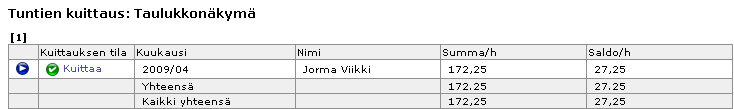 Tuntien kuittaus: Taulukkonäkymä
[1]
Kuittauksen tila Kuukausi Nimi Summa/h Saldo/h
Kuittaa 2009/04 Jorma Viikki 172,25 27,25
Yhteensä 172.25 27.25
Kaikki yhteensä 172,25 27,25